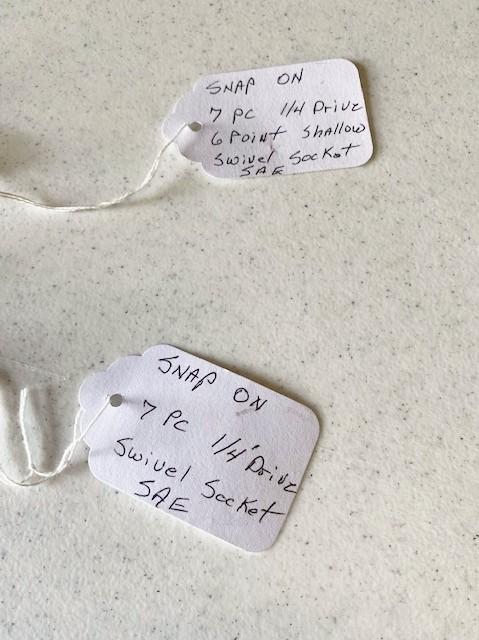 SNAP ON
7 PC 1/4 Drive
6 Point Shallow
Swivel Socket
SAE
SNAP ON
7 PC 1/4" Drive
Swivel Socket
SAE